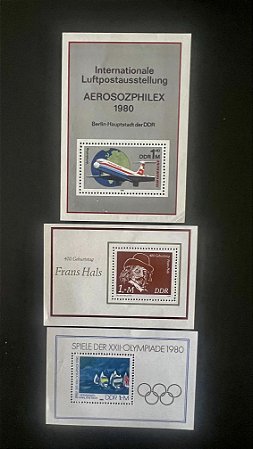 Internationale
Luftpostausstellung
AEROSOZPHILEX
1980
Berlin-Hauptstadt der DDR
DDR 1M
400. Geburtstag
Frans Hals
1.-M DDR
SPIELE DER XXII. OLYMPIADE 1980
DDR 1M